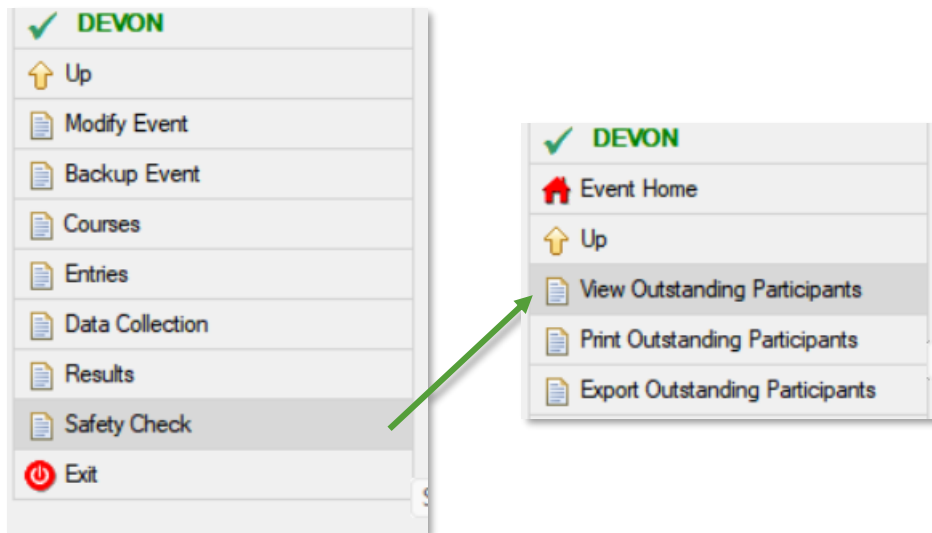 DEVON
Up
Modify Event
Backup Event
Courses
Entries
Data Collection
Results
Safety Check
Exit
DEVON
Event Home
Up
View Outstanding Participants
Print Outstanding Participants
Export Outstanding Participants